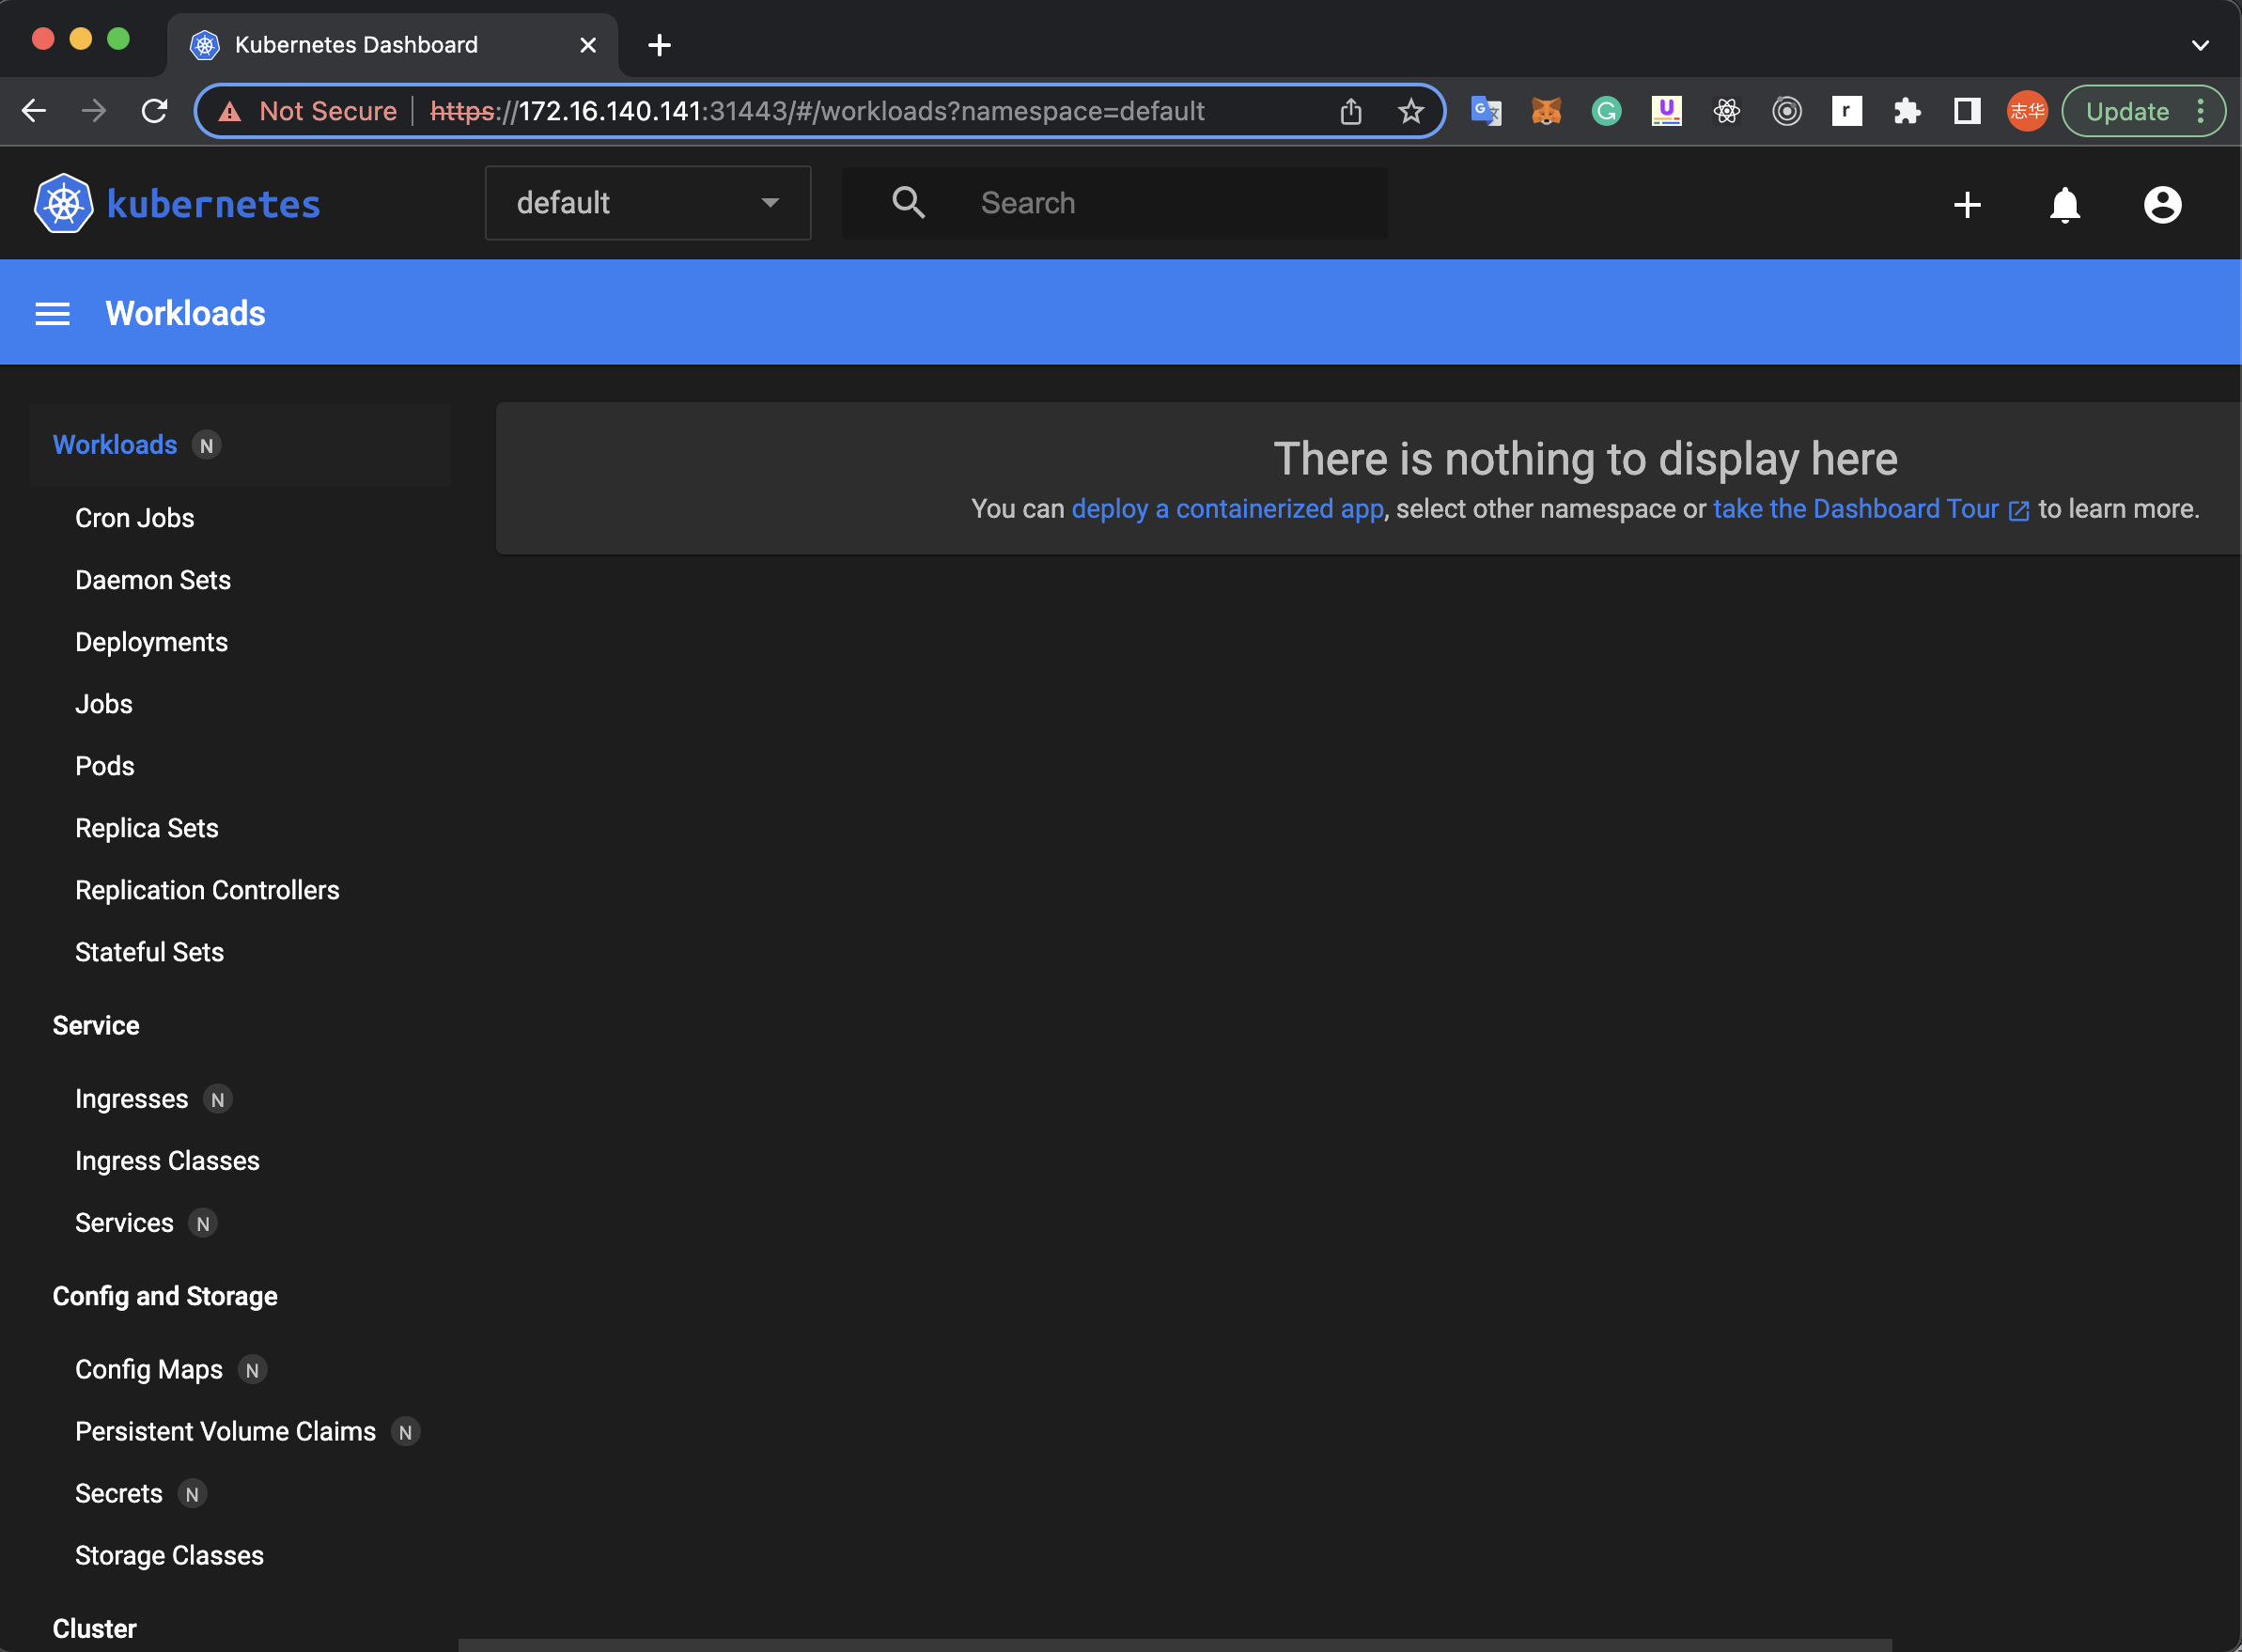 Kubernetes Dashboard
Not Secure https://172.16.140.141:31443/#/workloads?namespace=default
G
U
r
志华
Update
kubernetes
default
Search
Workloads
Workloads N
There is nothing to display here
You can deploy a containerized app, select other namespace or take the Dashboard Tour to learn more.
Cron Jobs
Daemon Sets
Deployments
Jobs
Pods
Replica Sets
Replication Controllers
Stateful Sets
Service
Ingresses N
Ingress Classes
Services N
Config and Storage
Config Maps N
Persistent Volume Claims N
Secrets N
Storage Classes
Cluster